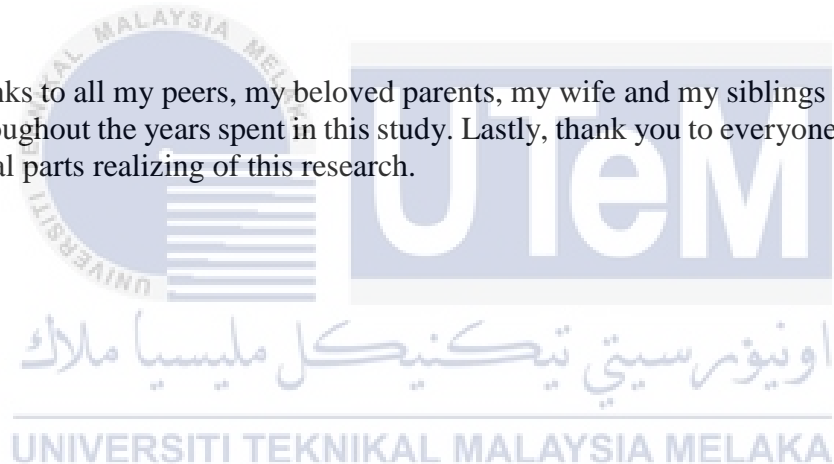 nks to all my peers, my beloved parents, my wife and my siblings
oughout the years spent in this study. Lastly, thank you to everyone
al parts realizing of this research.
UTeM
اونيۏرسيتي تيكنيكل مليسيا ملاك
UNIVERSITI TEKNIKAL MALAYSIA MELAKA